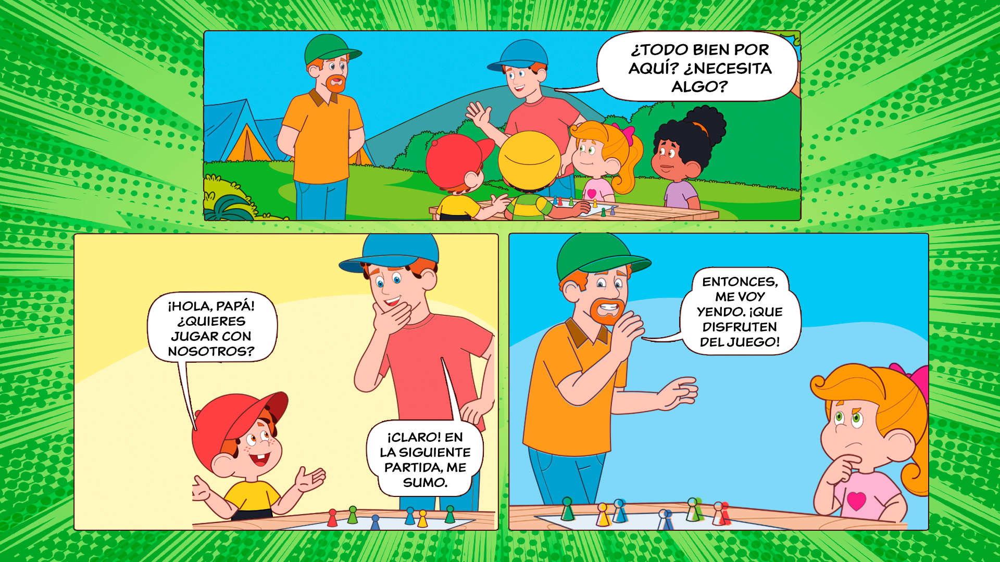 ¿TODO BIEN POR
AQUÍ? ¿NECESITA
ALGO?
¡HOLA, PAPÁ!
¿QUIERES
JUGAR CON
NOSOTROS?
¡CLARO! EN
LA SIGUIENTE
PARTIDA, ME
SUMO.
ENTONCES,
ME VOY
YENDO. ¡QUE
DISFRUTEN
DEL JUEGO!